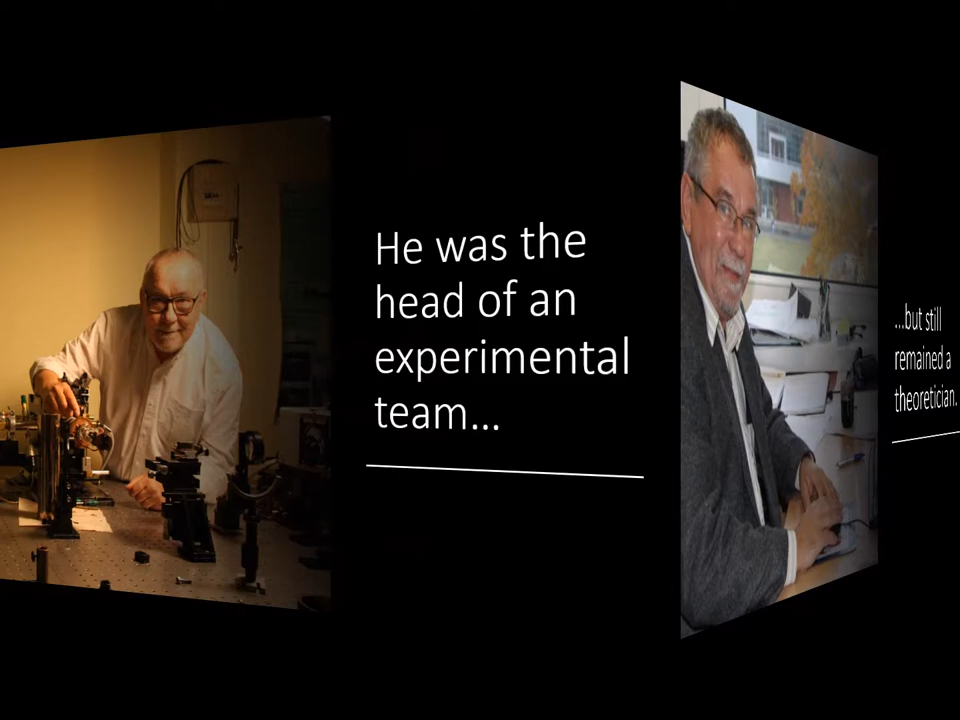 He was the
head of an
experimental
team...
...but still
remained a
theoretician.